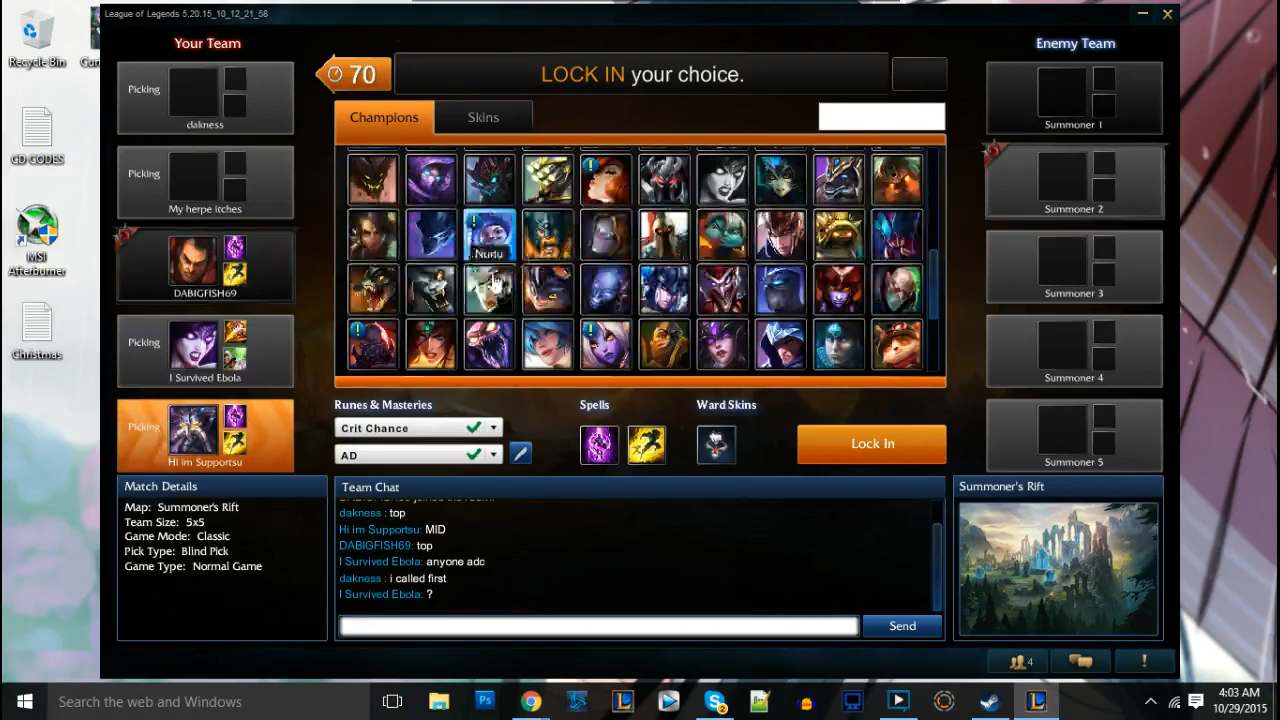 League of Legends 5.20.15_10_12_21_58
Recycle Bin
Gun
CD CODES
MSI
Afterburner
Christmas
Your Team
Picking
dakness
Picking
My herpe itches
DABIGFISH69
Picking
I Survived Ebola
Picking
Hi im Supportsu
70
LOCK IN your choice.
Champions
Skins
Nunu
Enemy Team
Summoner 1
Summoner 2
Summoner 3
Summoner 4
Summoner 5
Runes & Masteries
Crit Chance
AD
Spells
Ward Skins
Lock In
Match Details
Map: Summoner's Rift
Team Size: 5x5
Game Mode: Classic
Pick Type: Blind Pick
Game Type: Normal Game
Team Chat
dakness : top
Hi im Supportsu: MID
DABIGFISH69: top
I Survived Ebola: anyone adc
dakness : i called first
I Survived Ebola: ?
Send
Summoner's Rift
4
Search the web and Windows
4:03 AM
10/29/2015